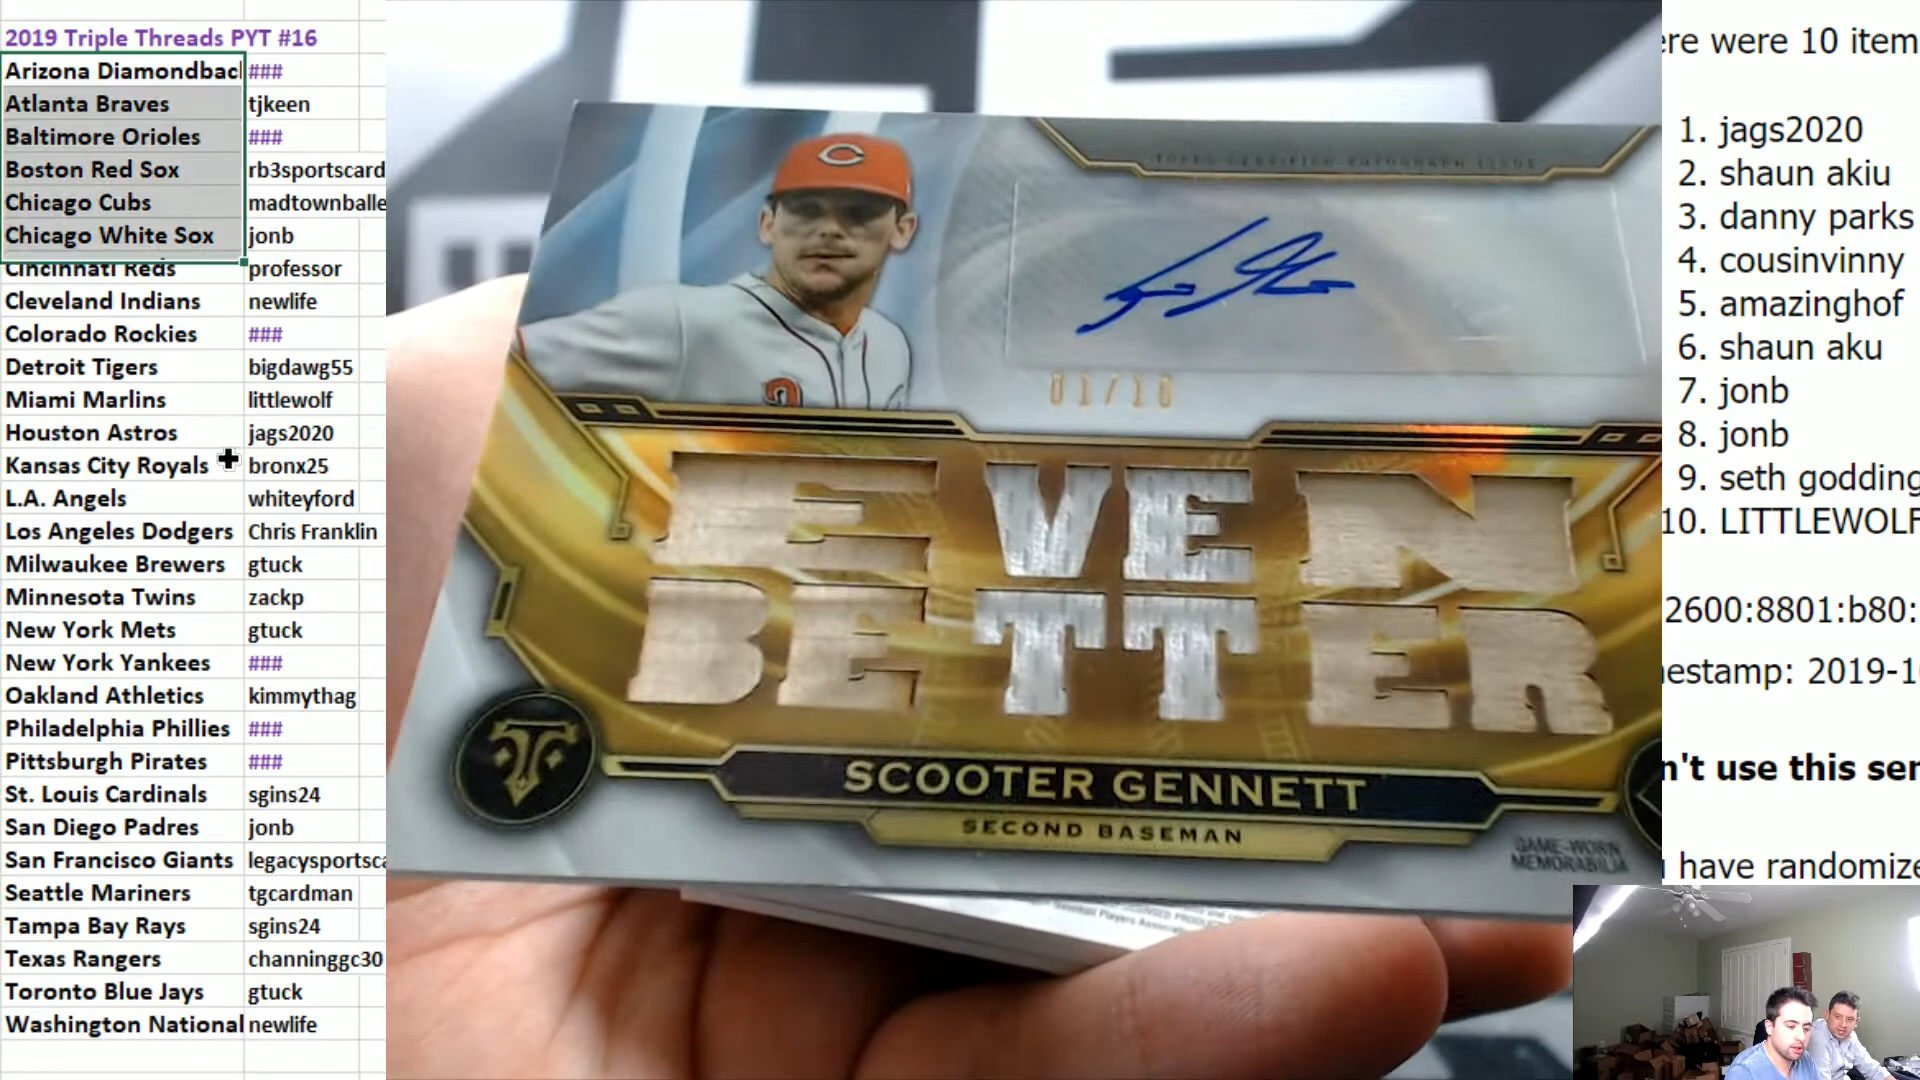 2019 Triple Threads PYT #16
Arizona Diamondbac ###
Atlanta Braves tjkeen
Baltimore Orioles ###
Boston Red Sox rb3sportscard
Chicago Cubs madtownballe
Chicago White Sox jonb
Cincinnati Reds professor
Cleveland Indians newlife
Colorado Rockies ###
Detroit Tigers bigdawg55
Miami Marlins littlewolf
Houston Astros jags2020
Kansas City Royals bronx25
L.A. Angels whiteyford
Los Angeles Dodgers Chris Franklin
Milwaukee Brewers gtuck
Minnesota Twins zackp
New York Mets gtuck
New York Yankees ###
Oakland Athletics kimmythag
Philadelphia Phillies ###
Pittsburgh Pirates ###
St. Louis Cardinals sgins24
San Diego Padres jonb
San Francisco Giants legacysportsca
Seattle Mariners tgcardman
Tampa Bay Rays sgins24
Texas Rangers channinggc30
Toronto Blue Jays gtuck
Washington National newlife
TOPPS CERTIFIED AUTOGRAPH ISSUE
C
01/18
EVEN
BETTER
T
SCOOTER GENNETT
SECOND BASEMAN
GAME-WORN
MEMORABILIA
ere were 10 item
1. jags2020
2. shaun akiu
3. danny parks
4. cousinvinny
5. amazinghof
6. shaun aku
7. jonb
8. jonb
9. seth godding
10. LITTLEWOLF
2600:8801:b80:
estamp: 2019-10
n't use this ser
have randomize